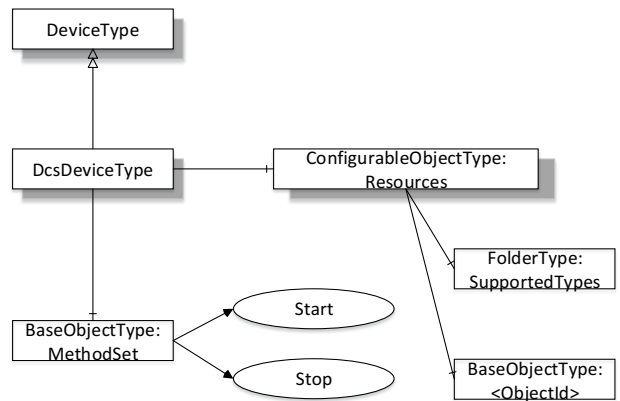 DeviceType
DcsDeviceType
ConfigurableObjectType:
Resources
FolderType:
SupportedTypes
BaseObjectType:
MethodSet
Start
Stop
BaseObjectType:
<ObjectId>